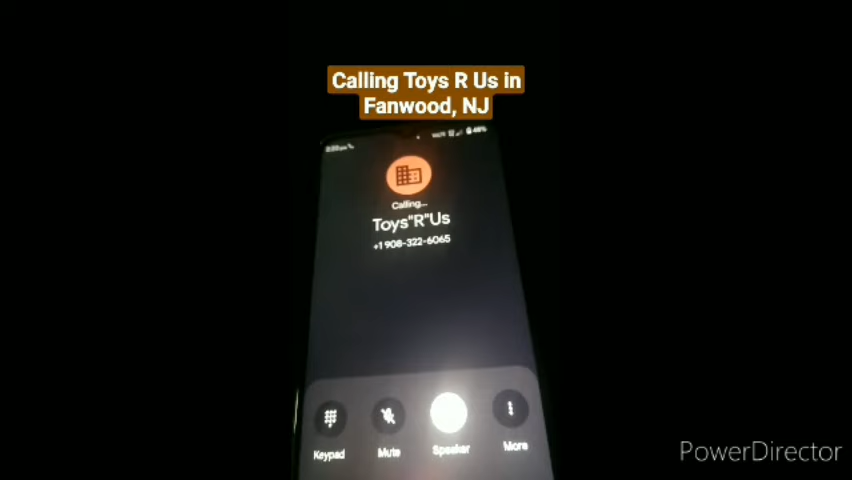 Calling Toys R Us in
Fanwood, NJ
Calling...
Toys"R"Us
+1 908-322-6065
Keypad
Mute
Speaker
More
PowerDirector